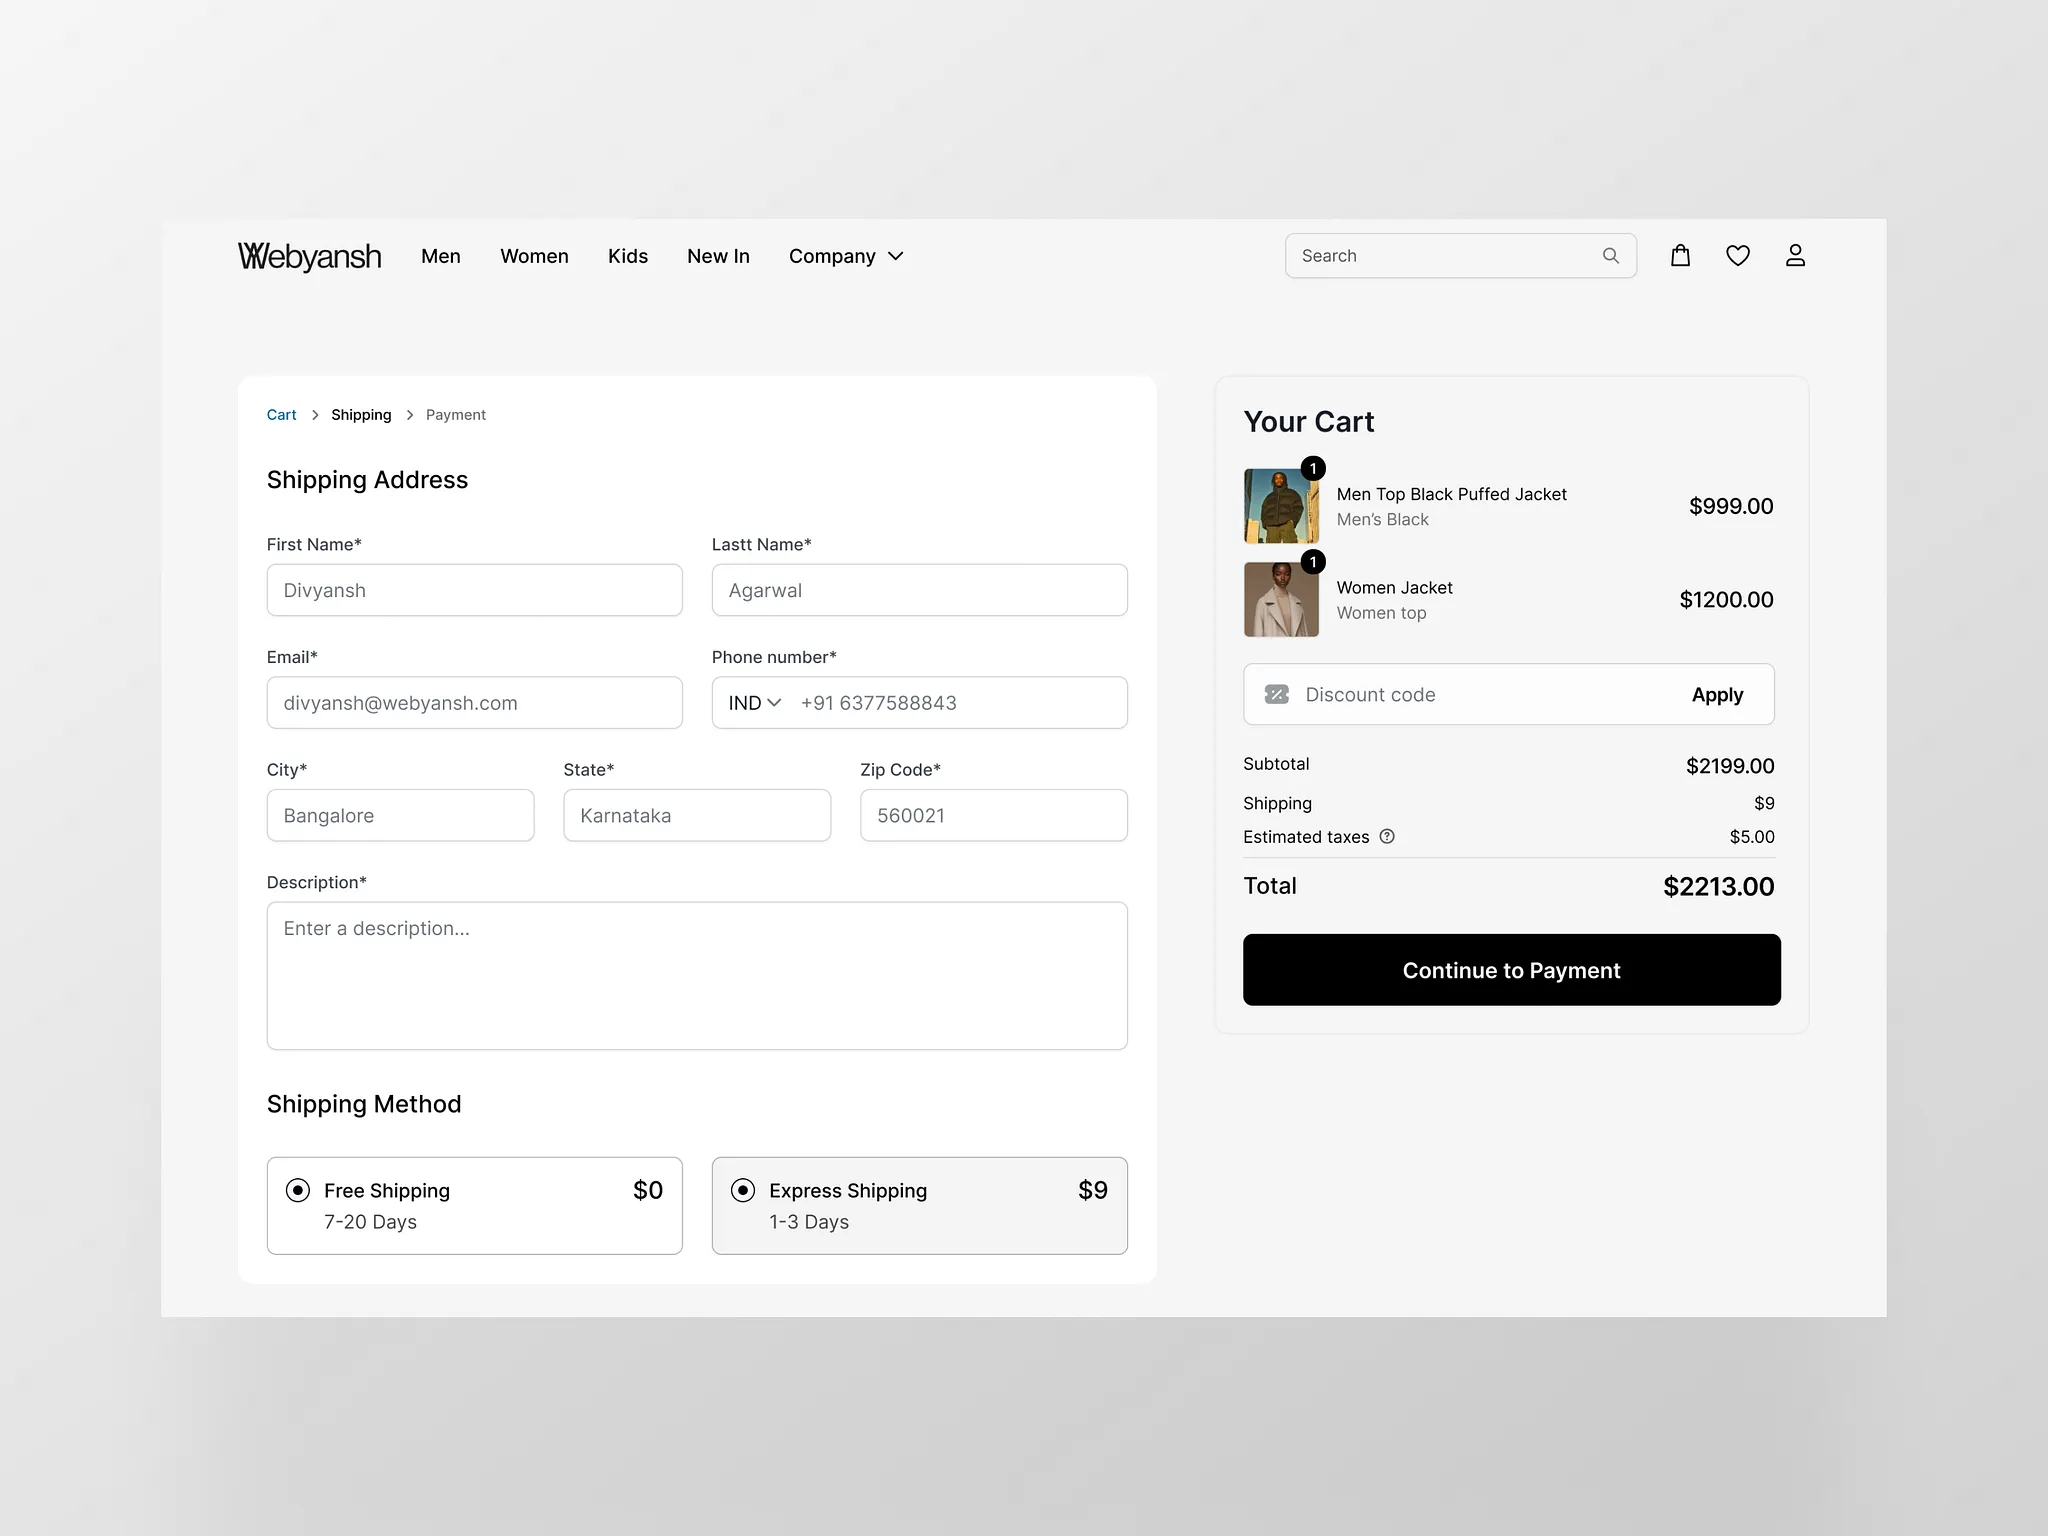 Webyansh Men Women Kids New In Company Search
Cart > Shipping > Payment
Shipping Address
First Name* Lastt Name*
Divyansh Agarwal
Email* Phone number*
divyansh@webyansh.com IND +91 6377588843
City* State* Zip Code*
Bangalore Karnataka 560021
Description*
Enter a description...
Shipping Method
Free Shipping $0
7-20 Days
Express Shipping $9
1-3 Days
Your Cart
1
Men Top Black Puffed Jacket
Men’s Black
$999.00
1
Women Jacket
Women top
$1200.00
Discount code Apply
Subtotal $2199.00
Shipping $9
Estimated taxes ? $5.00
Total $2213.00
Continue to Payment